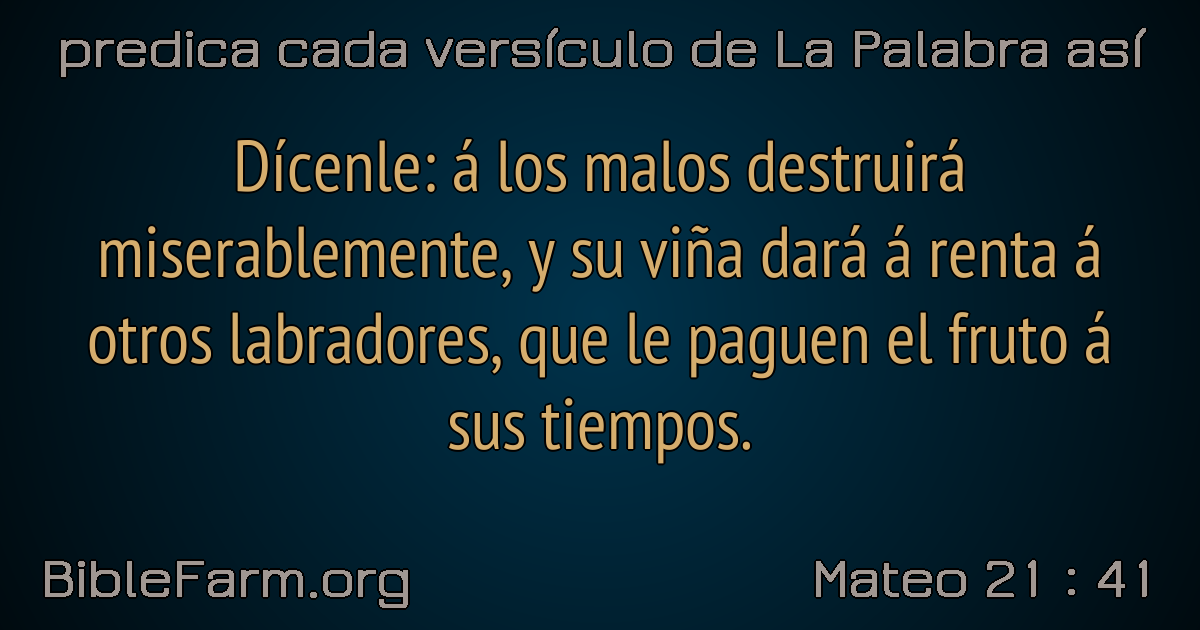 predica cada versículo de La Palabra así
Dícenle: á los malos destruirá
miserablemente, y su viña dará á renta á
otros labradores, que le paguen el fruto á
sus tiempos.
BibleFarm.org
Mateo 21 : 41